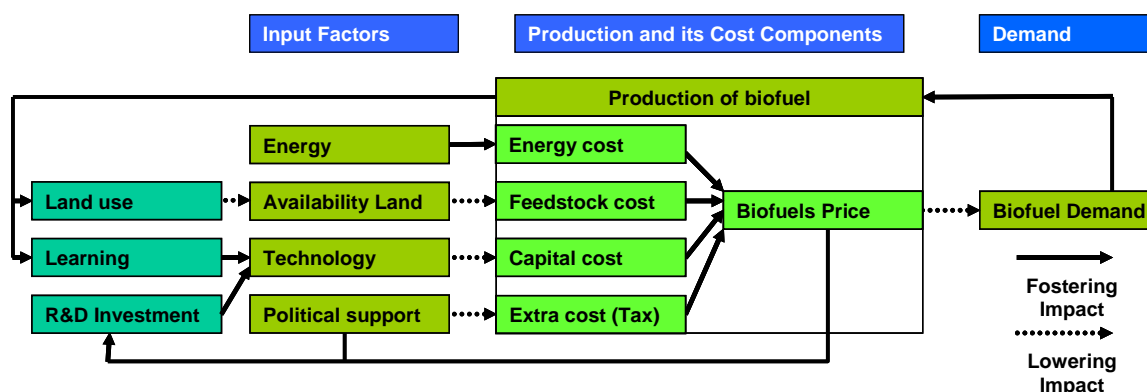 Input Factors
Production and its Cost Components
Demand
Production of biofuel
Energy
Energy cost
Land use
Availability Land
Feedstock cost
Biofuels Price
Biofuel Demand
Learning
Technology
Capital cost
Fostering
Impact
R&D Investment
Political support
Extra cost (Tax)
Lowering
Impact